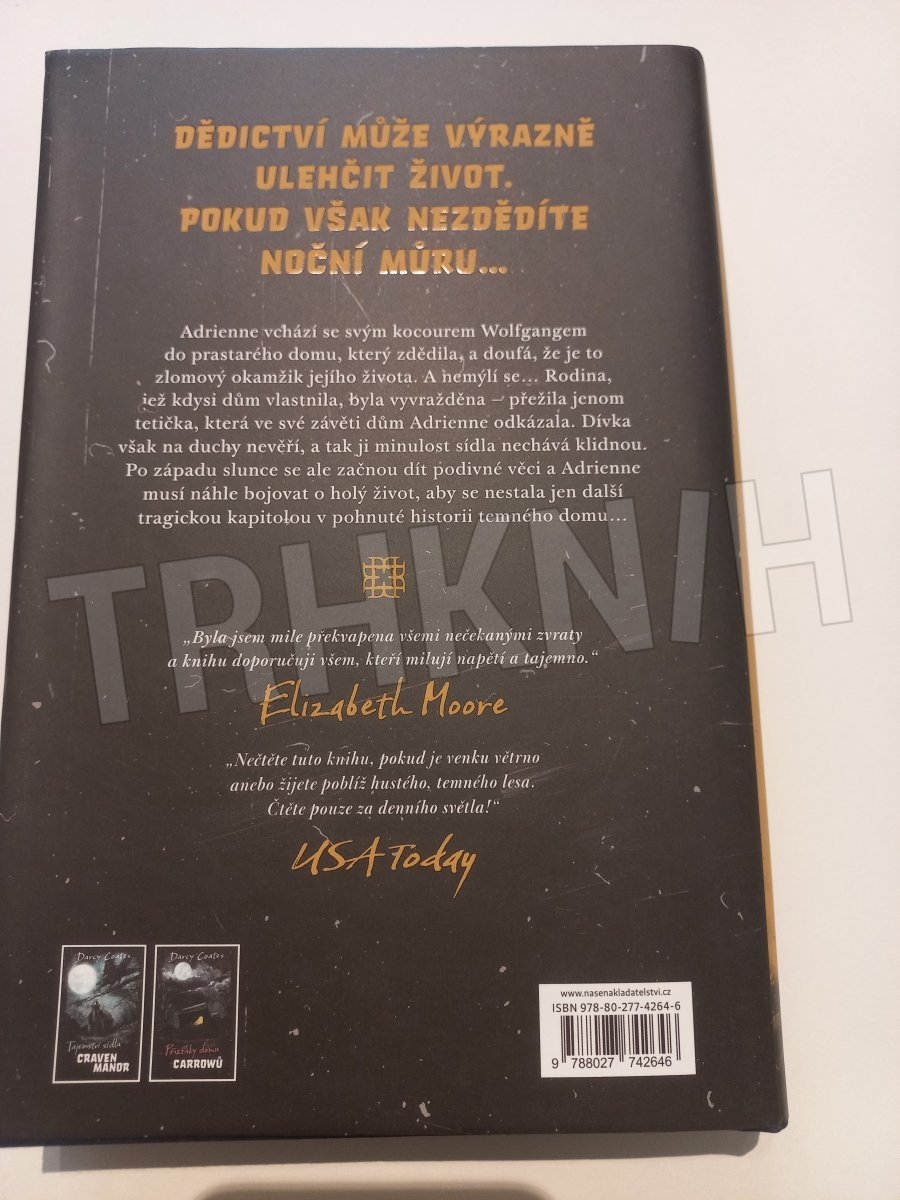 DĚDICTVÍ MŮŽE VÝRAZNĚ
ULEHČIT ŽIVOT.
POKUD VŠAK NEZDĚDÍTE
NOČNÍ MŮRU...
Adrienne vchází se svým kocourem Wolfgangem
do prastarého domu, který zdědila, a doufá, že je to
zlomový okamžik jejího života. A nemýlí se... Rodina,
jež kdysi dům vlastnila, byla vyvražděna – přežila jenom
tetička, která ve své závěti dům Adrienne odkázala. Dívka
však na duchy nevěří, a tak ji minulost sídla nechává klidnou.
Po západu slunce se ale začnou dít podivné věci a Adrienne
musí náhle bojovat o holý život, aby se nestala jen další
tragickou kapitolou v pohnuté historii temného domu...
TRHKNIH
„Byla jsem mile překvapena všemi nečekanými zvraty
a knihu doporučuji všem, kteří milují napětí a tajemno.“
Elizabeth Moore
„Nečtěte tuto knihu, pokud je venku větrno
anebo žijete poblíž hustého, temného lesa.
Čtěte pouze za denního světla!“
USA Today
Darcy Coates
Tajemství sídla
CRAVEN
MANOR
Darcy Coates
Přízraky domu
CARROWŮ
www.nasenakladatelstvi.cz
ISBN 978-80-277-4264-6
9 788027 742646